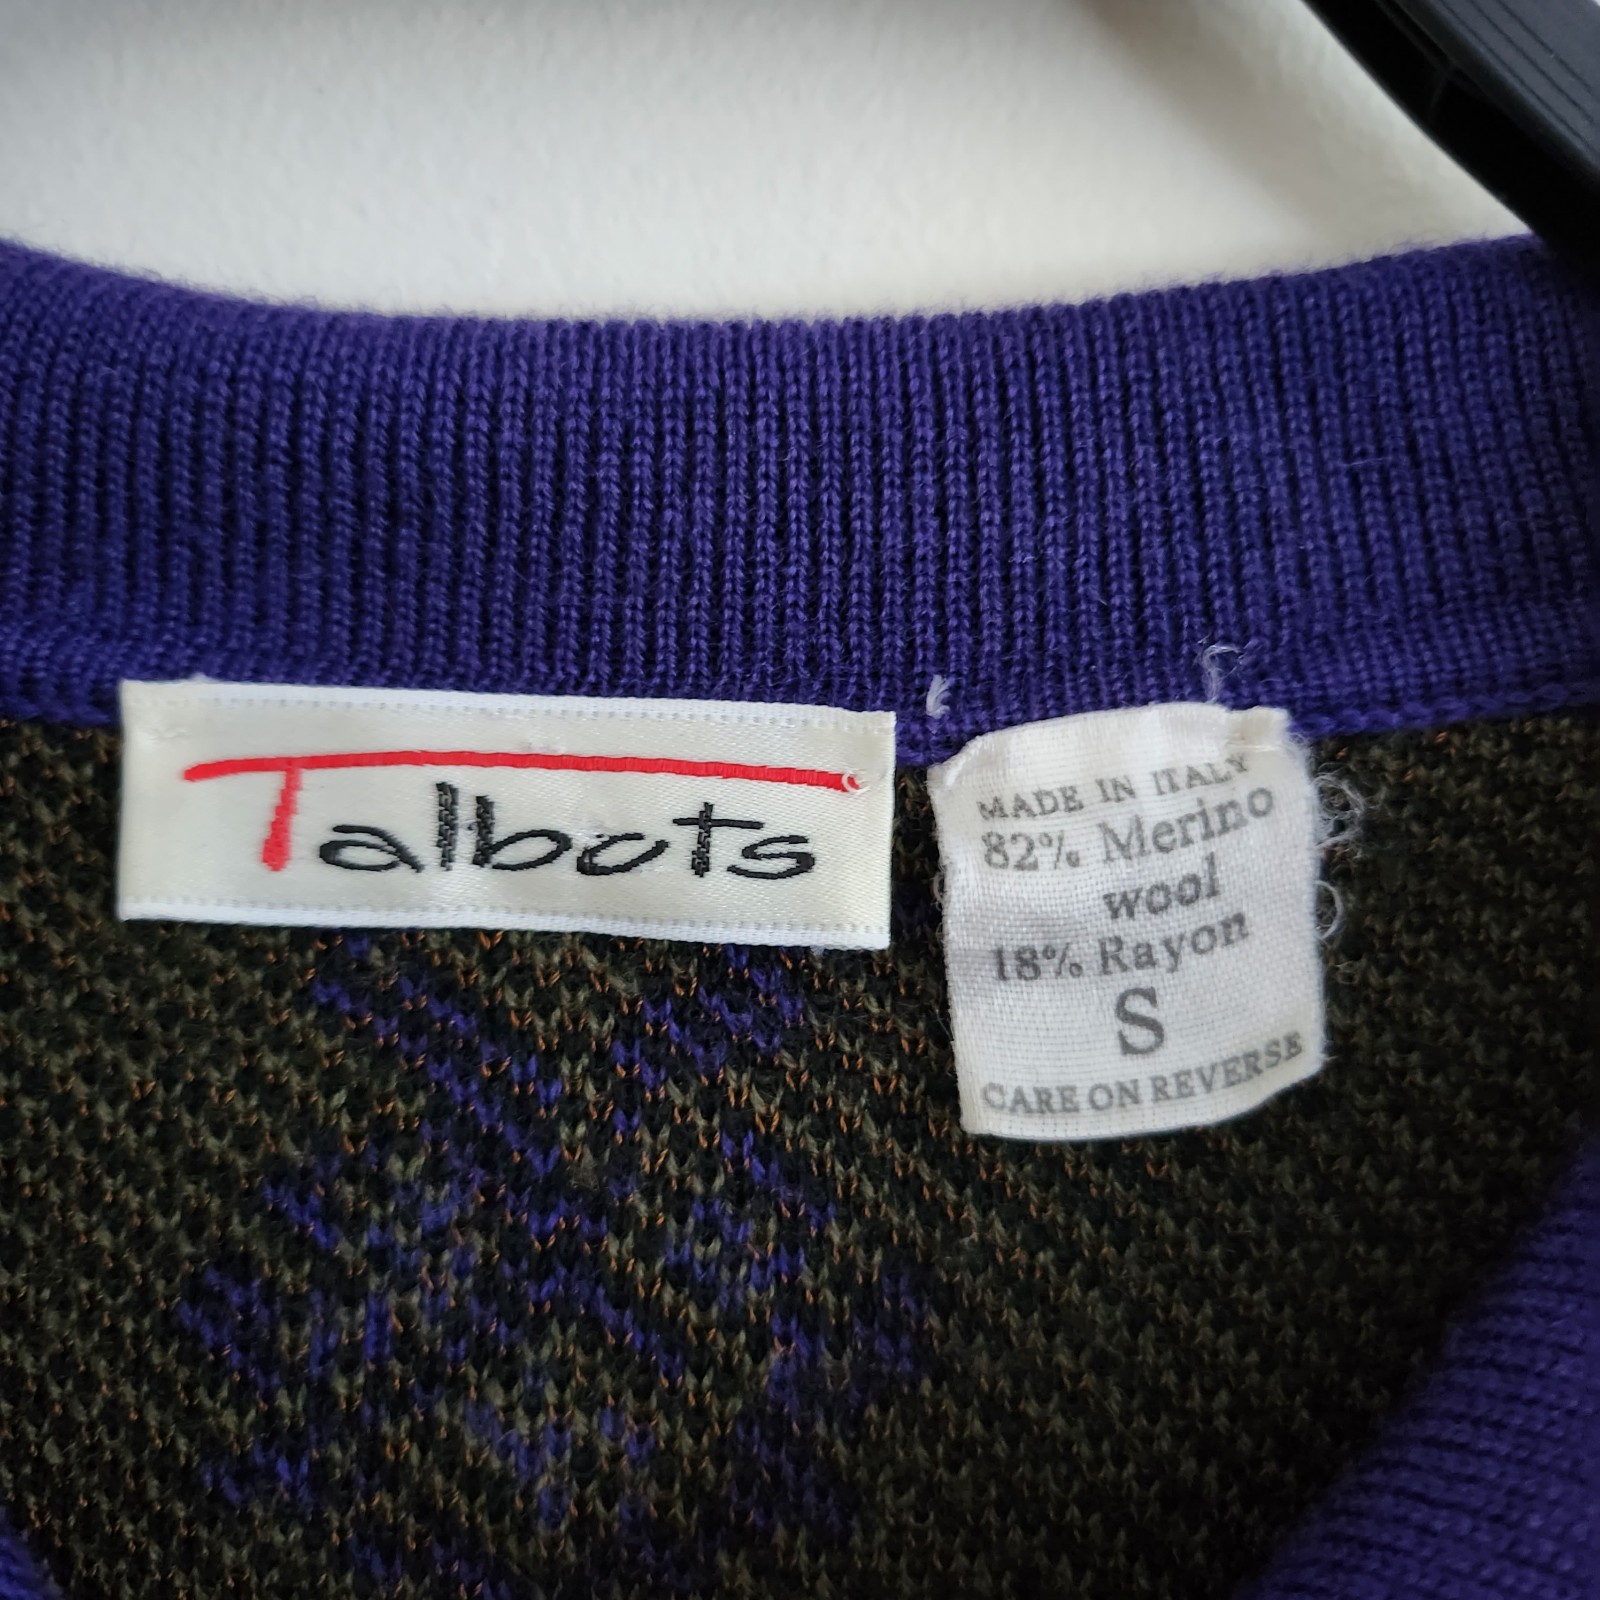 Talbots
MADE IN ITALY
82% Merino
wool
18% Rayon
S
CARE ON REVERSE